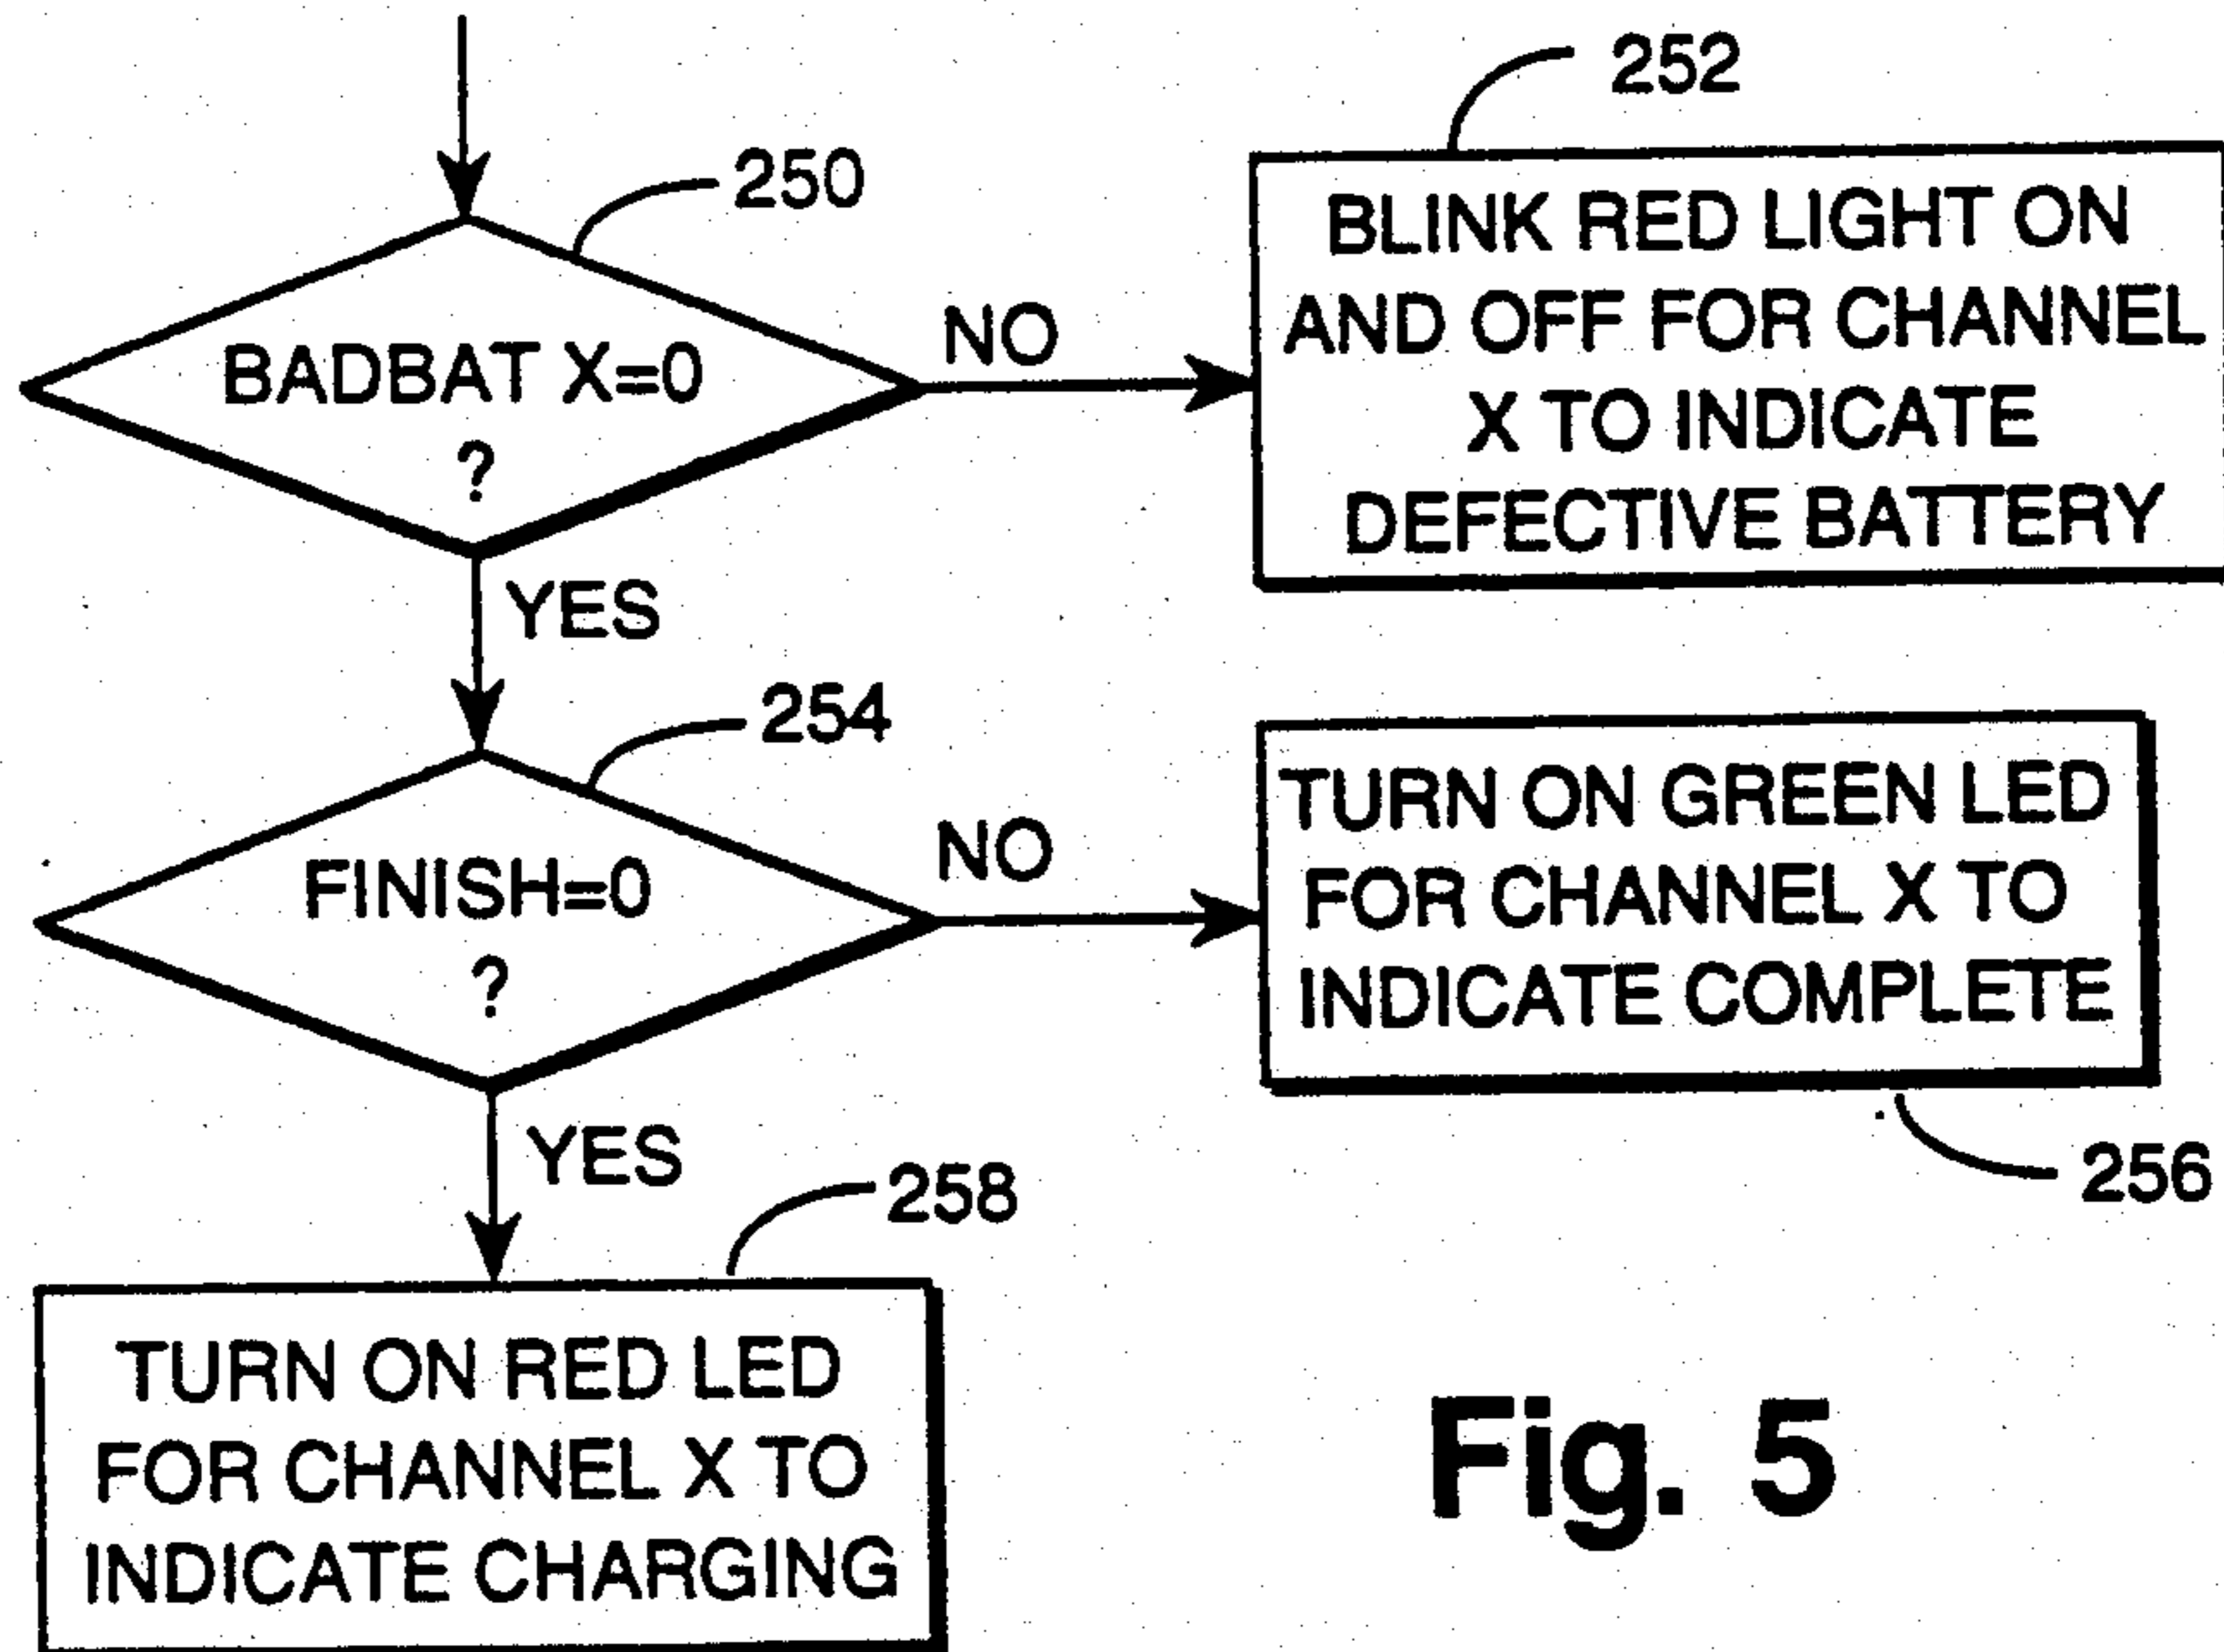 252
250
BLINK RED LIGHT ON
AND OFF FOR CHANNEL
X TO INDICATE
DEFECTIVE BATTERY
NO
BADBAT X=0
?
YES
254
TURN ON GREEN LED
FOR CHANNEL X TO
INDICATE COMPLETE
NO
FINISH=0
?
YES
256
258
TURN ON RED LED
FOR CHANNEL X TO
INDICATE CHARGING
Fig. 5